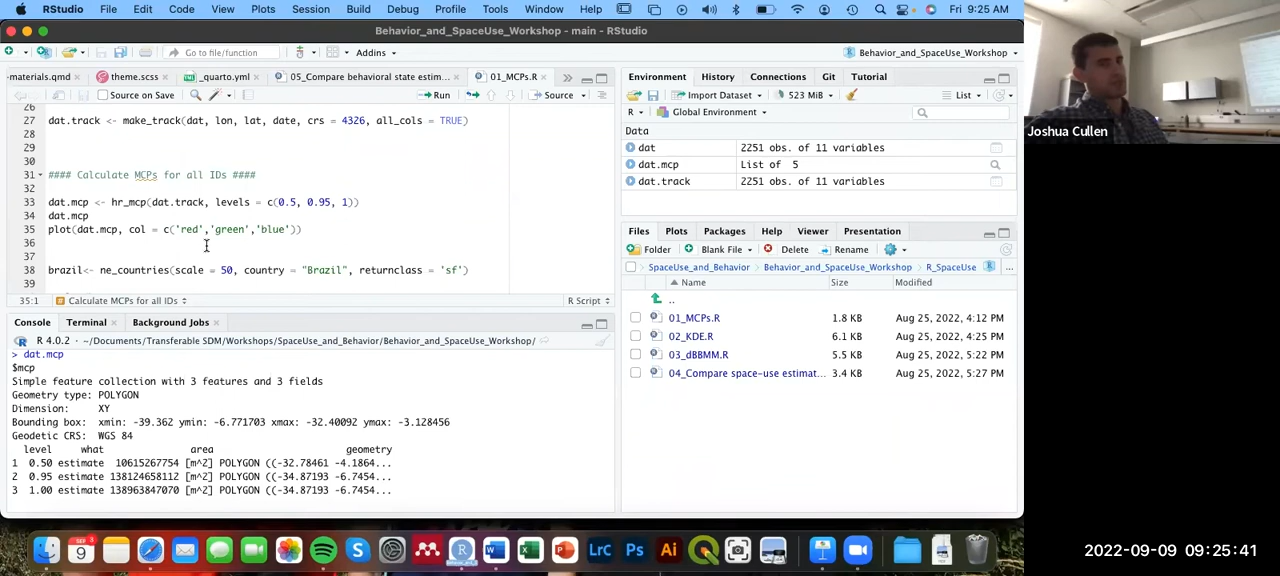 RStudio File Edit Code View Plots Session Build Debug Profile Tools Window Help Fri 9:25 AM
Behavior_and_SpaceUse_Workshop - main - RStudio
Go to file/function Addins Behavior_and_SpaceUse_Workshop
-materials.qmd theme.scss _quarto.yml 05_Compare behavioral state estim... 01_MCPs.R
Source on Save Run Source
26
27 dat.track <- make_track(dat, lon, lat, date, crs = 4326, all_cols = TRUE)
28
29
30
31 #### Calculate MCPs for all IDs ####
32
33 dat.mcp <- hr_mcp(dat.track, levels = c(0.5, 0.95, 1))
34 dat.mcp
35 plot(dat.mcp, col = c('red','green','blue'))
36
37
38 brazil<- ne_countries(scale = 50, country = "Brazil", returnclass = 'sf')
39
35:1 Calculate MCPs for all IDs R Script
Console Terminal Background Jobs
R 4.0.2 · ~/Documents/Transferable SDM/Workshops/SpaceUse_and_Behavior/Behavior_and_SpaceUse_Workshop/
> dat.mcp
$mcp
Simple feature collection with 3 features and 3 fields
Geometry type: POLYGON
Dimension: XY
Bounding box: xmin: -39.362 ymin: -6.771703 xmax: -32.40092 ymax: -3.128456
Geodetic CRS: WGS 84
level what area geometry
1 0.50 estimate 10615267754 [m^2] POLYGON ((-32.78461 -4.1864...
2 0.95 estimate 138124658112 [m^2] POLYGON ((-34.87193 -6.7454...
3 1.00 estimate 138963847070 [m^2] POLYGON ((-34.87193 -6.7454...
Environment History Connections Git Tutorial
Import Dataset 523 MiB List
R Global Environment
Data
dat 2251 obs. of 11 variables
dat.mcp List of 5
dat.track 2251 obs. of 11 variables
Files Plots Packages Help Viewer Presentation
Folder Blank File Delete Rename
SpaceUse_and_Behavior Behavior_and_SpaceUse_Workshop R_SpaceUse ...
Name Size Modified
..
01_MCPs.R 1.8 KB Aug 25, 2022, 4:12 PM
02_KDE.R 6.1 KB Aug 25, 2022, 4:25 PM
03_dBBMM.R 5.5 KB Aug 25, 2022, 5:22 PM
04_Compare space-use estimat... 3.4 KB Aug 25, 2022, 5:27 PM
Joshua Cullen
SEP 9
LrC Ps Ai
2022-09-09 09:25:41